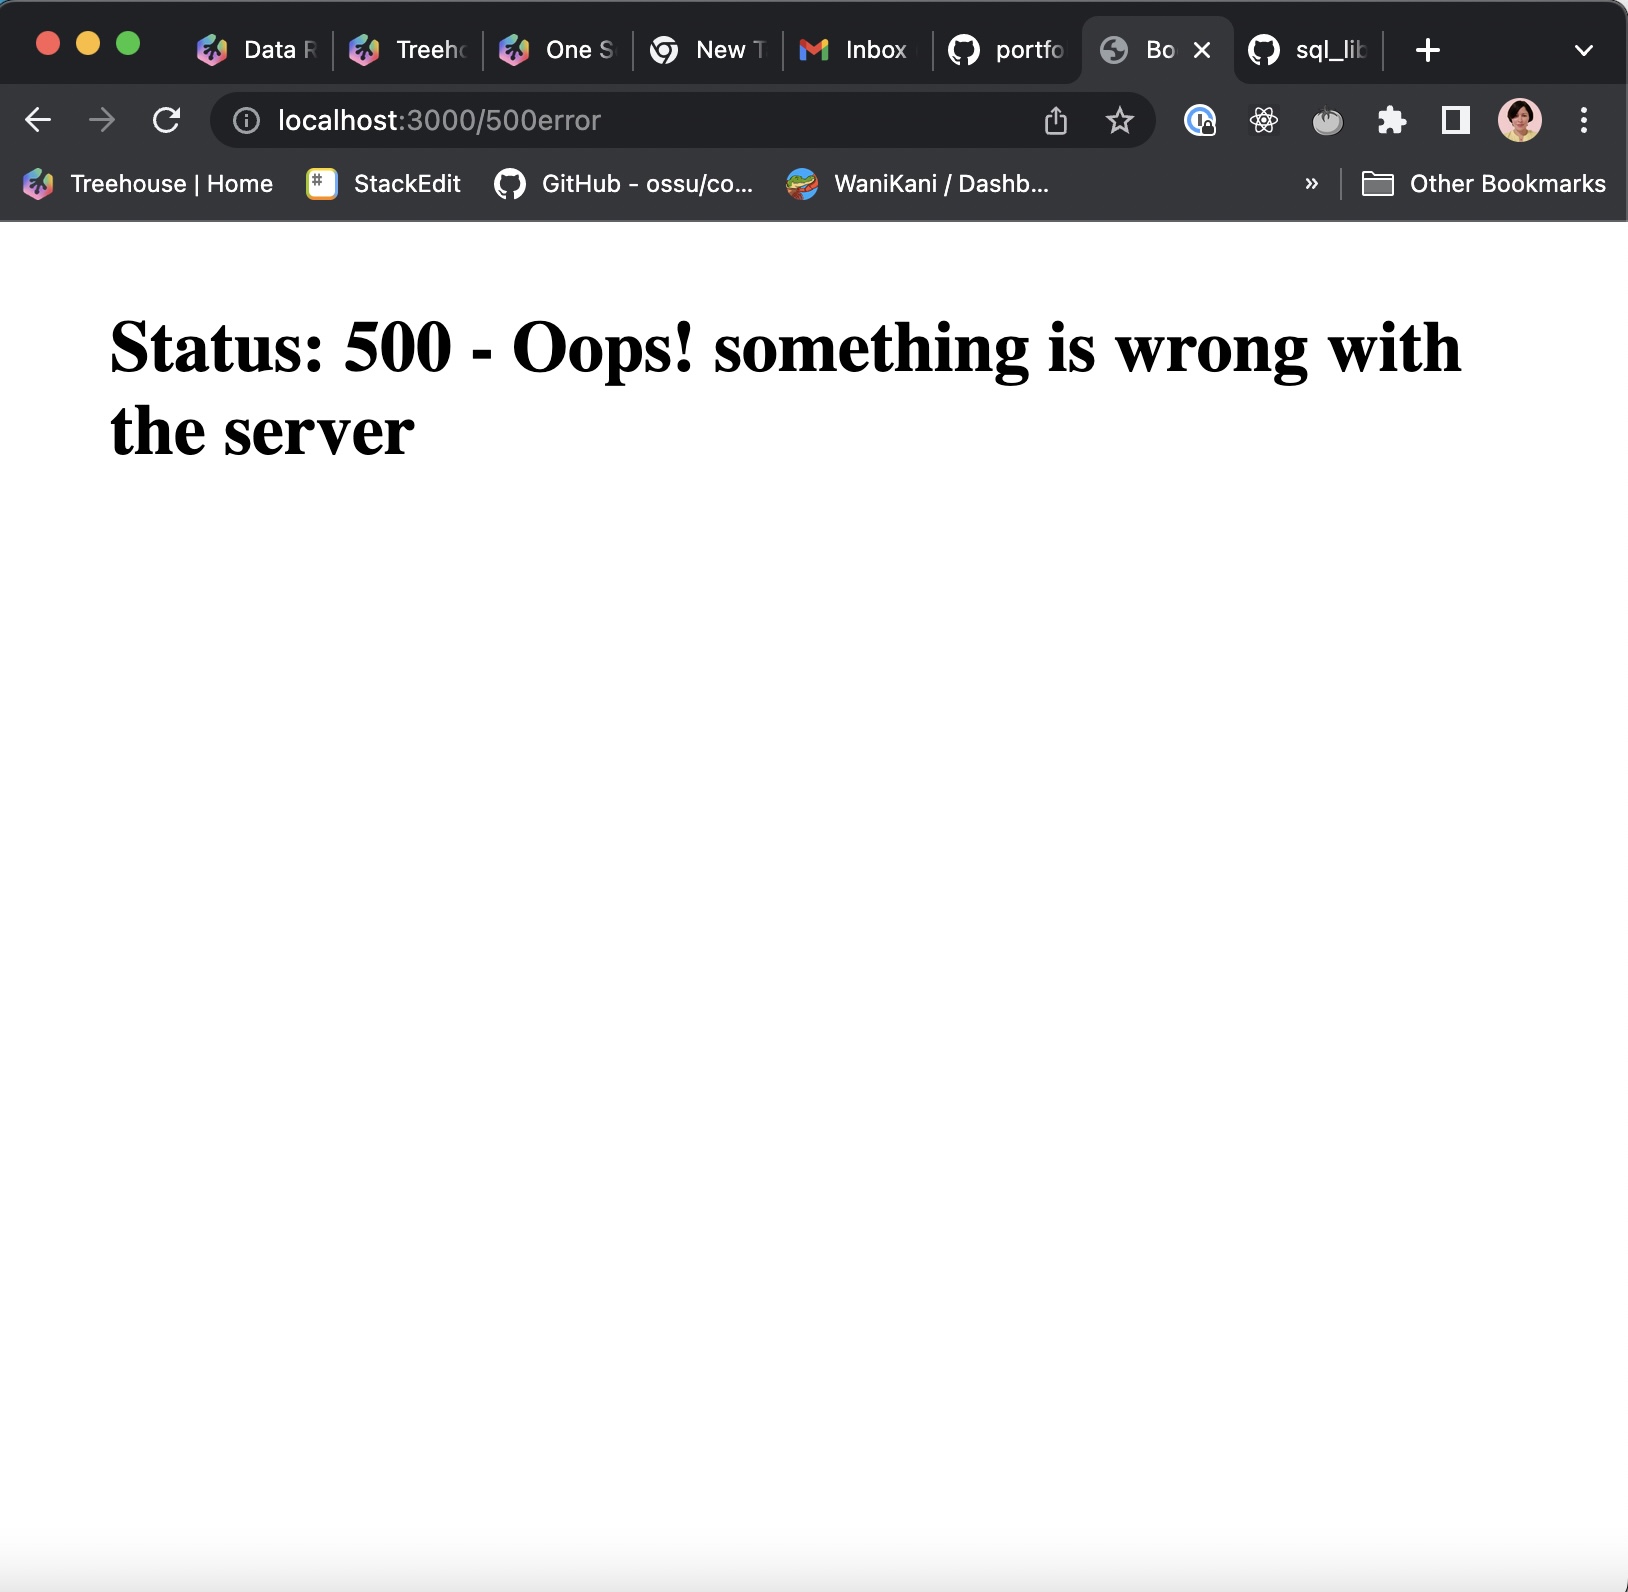 Data R
Treeho
One S
New T
Inbox
portfo
Bo
sql_lib
localhost:3000/500error
Treehouse | Home
StackEdit
GitHub - ossu/co...
WaniKani / Dashb...
»
Other Bookmarks
Status: 500 - Oops! something is wrong with
the server